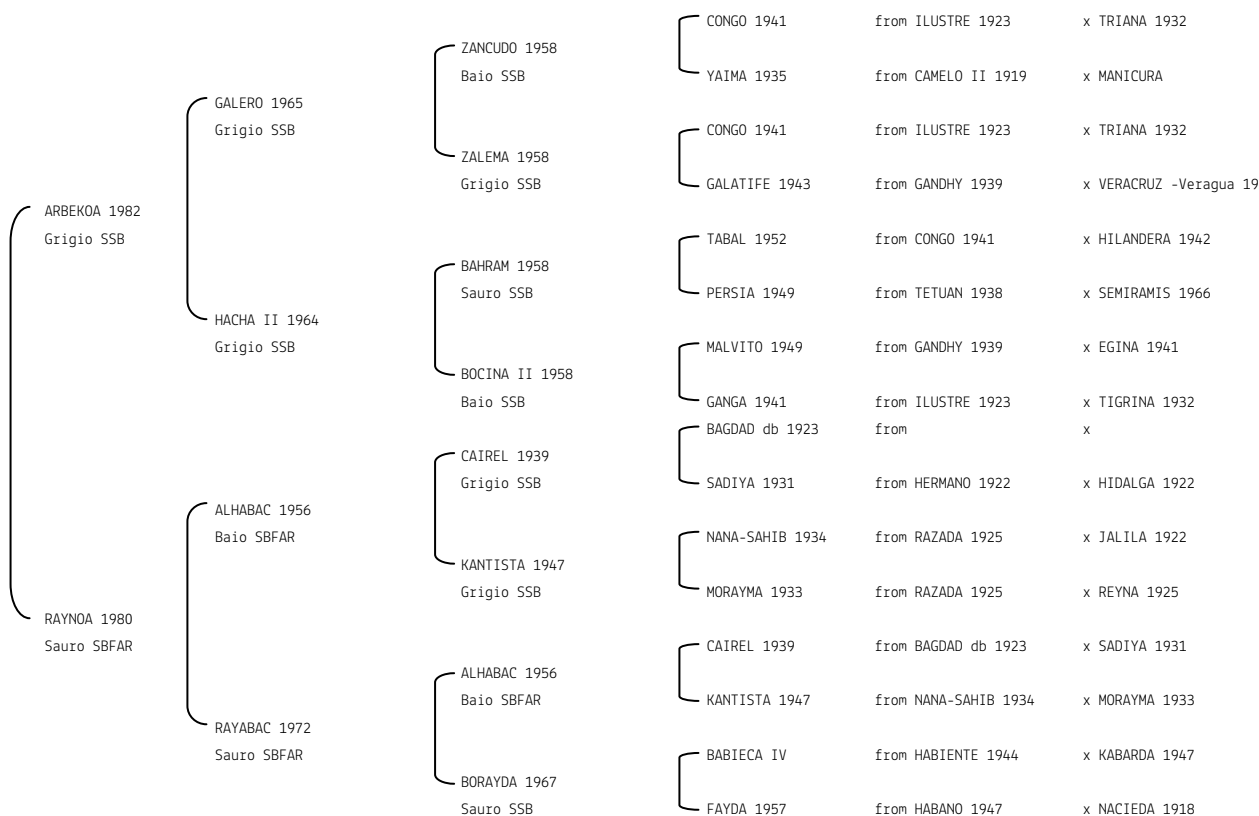 CONGO 1941 from ILUSTRE 1923 x TRIANA 1932
ZANCUDO 1958
Baio SSB YAIMA 1935 from CAMELO II 1919 x MANICURA
GALERO 1965
Grigio SSB CONGO 1941 from ILUSTRE 1923 x TRIANA 1932
ZALEMA 1958
Grigio SSB GALATIFE 1943 from GANDHY 1939 x VERACRUZ -Veragua 19
ARBEKOA 1982
Grigio SSB TABAL 1952 from CONGO 1941 x HILANDERA 1942
BAHRAM 1958
Sauro SSB PERSIA 1949 from TETUAN 1938 x SEMIRAMIS 1966
HACHA II 1964
Grigio SSB MALVITO 1949 from GANDHY 1939 x EGINA 1941
BOCINA II 1958
Baio SSB GANGA 1941 from ILUSTRE 1923 x TIGRINA 1932
BAGDAD db 1923 from x
CAIREL 1939
Grigio SSB SADIYA 1931 from HERMANO 1922 x HIDALGA 1922
ALHABAC 1956
Baio SBFAR NANA-SAHIB 1934 from RAZADA 1925 x JALILA 1922
KANTISTA 1947
Grigio SSB MORAYMA 1933 from RAZADA 1925 x REYNA 1925
RAYNOA 1980
Sauro SBFAR CAIREL 1939 from BAGDAD db 1923 x SADIYA 1931
ALHABAC 1956
Baio SBFAR KANTISTA 1947 from NANA-SAHIB 1934 x MORAYMA 1933
RAYABAC 1972
Sauro SBFAR BABIECA IV from HABIENTE 1944 x KABARDA 1947
BORAYDA 1967
Sauro SSB FAYDA 1957 from HABANO 1947 x NACIEDA 1918